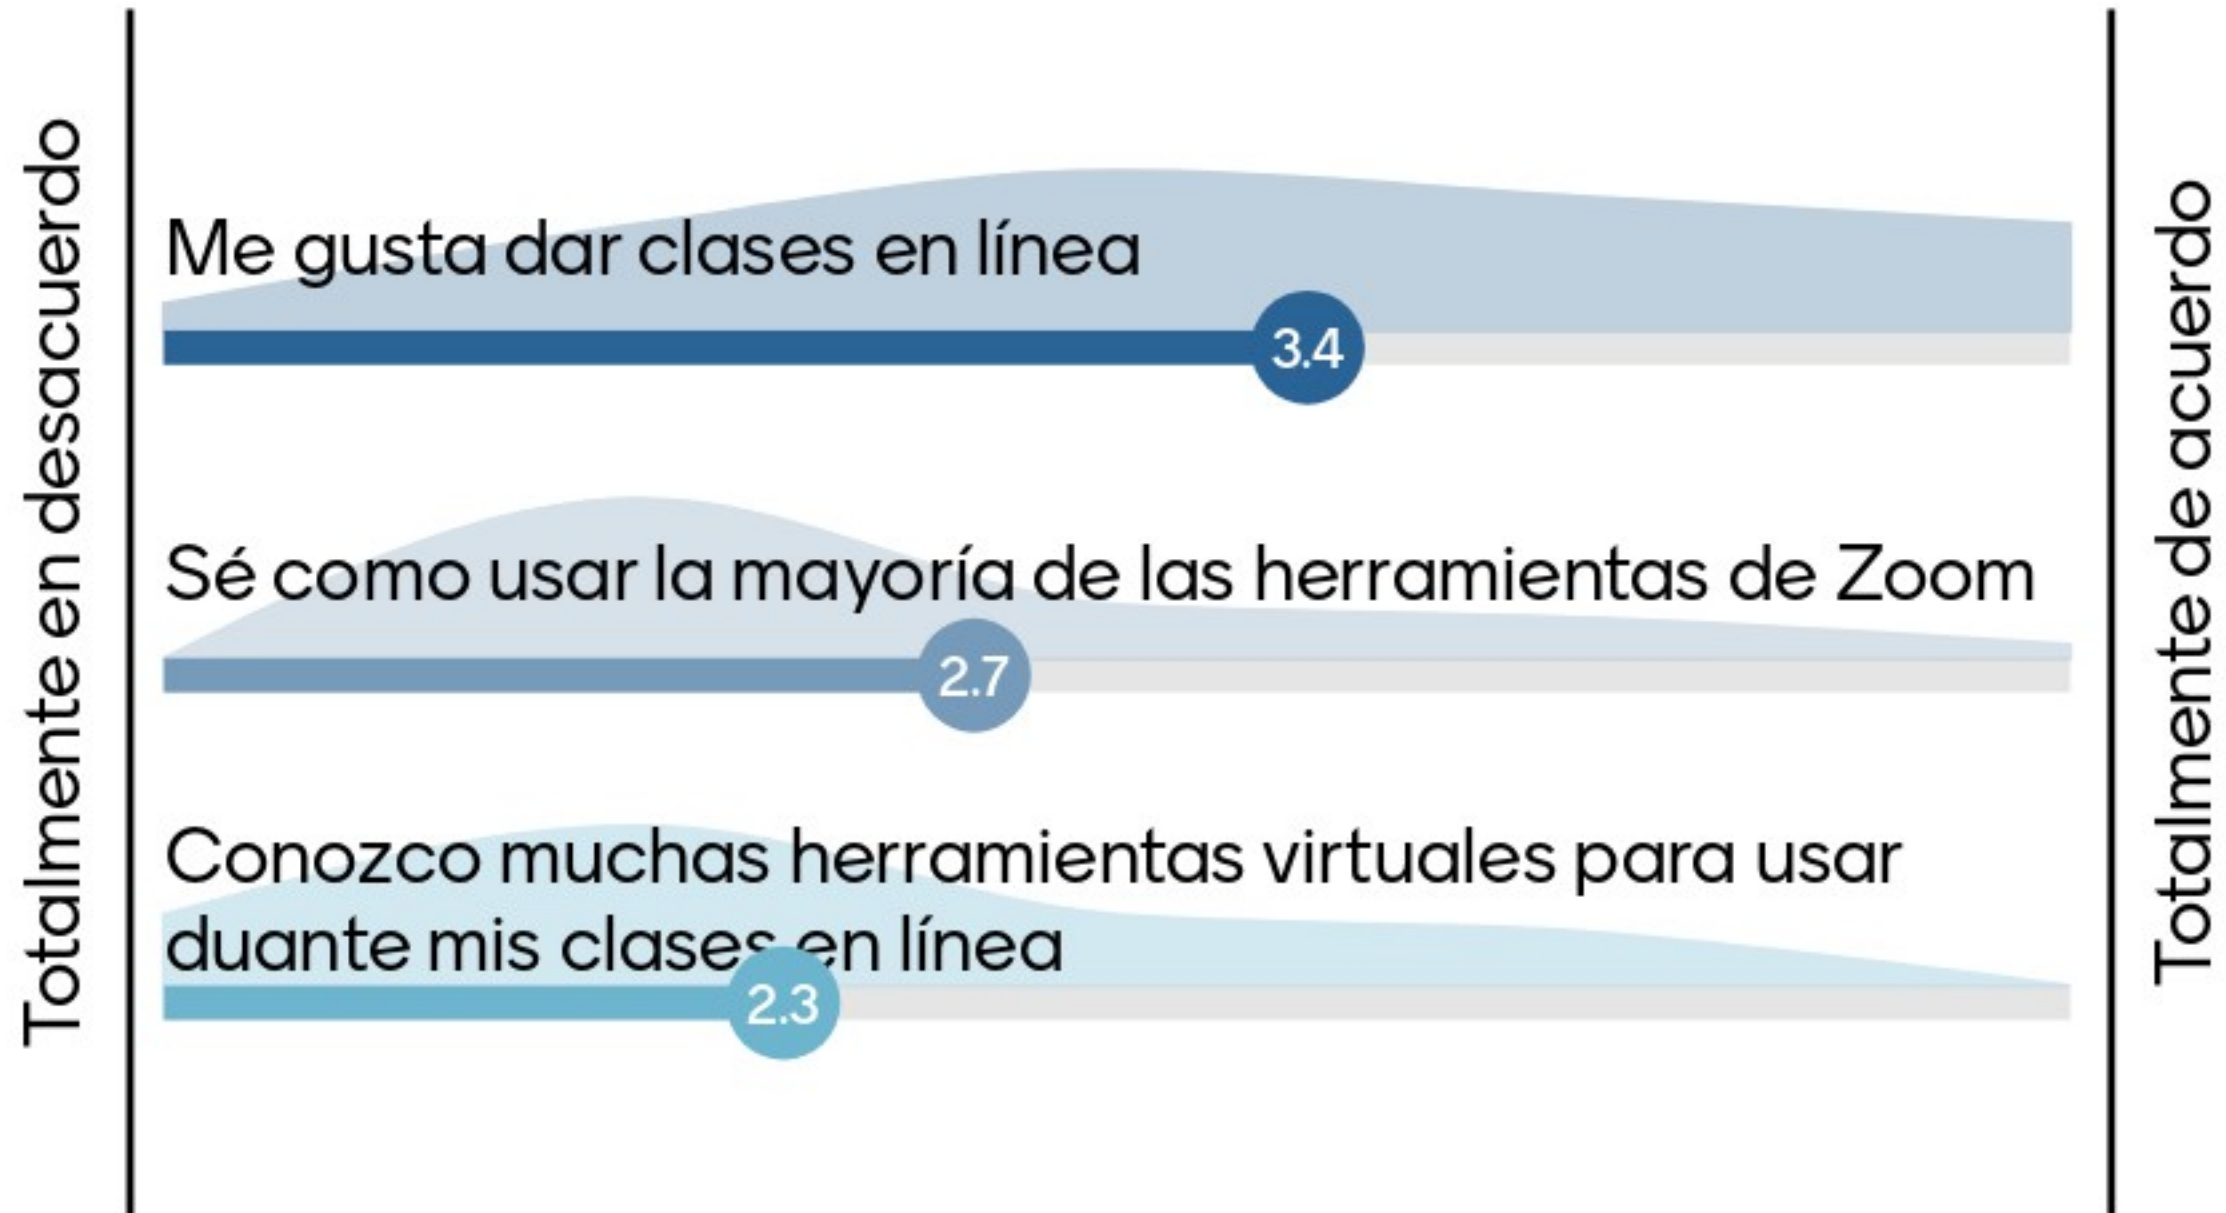 Totalmente en desacuerdo
Me gusta dar clases en línea
3.4
Sé como usar la mayoría de las herramientas de Zoom
2.7
Conozco muchas herramientas virtuales para usar
duante mis clases en línea
2.3
Totalmente de acuerdo